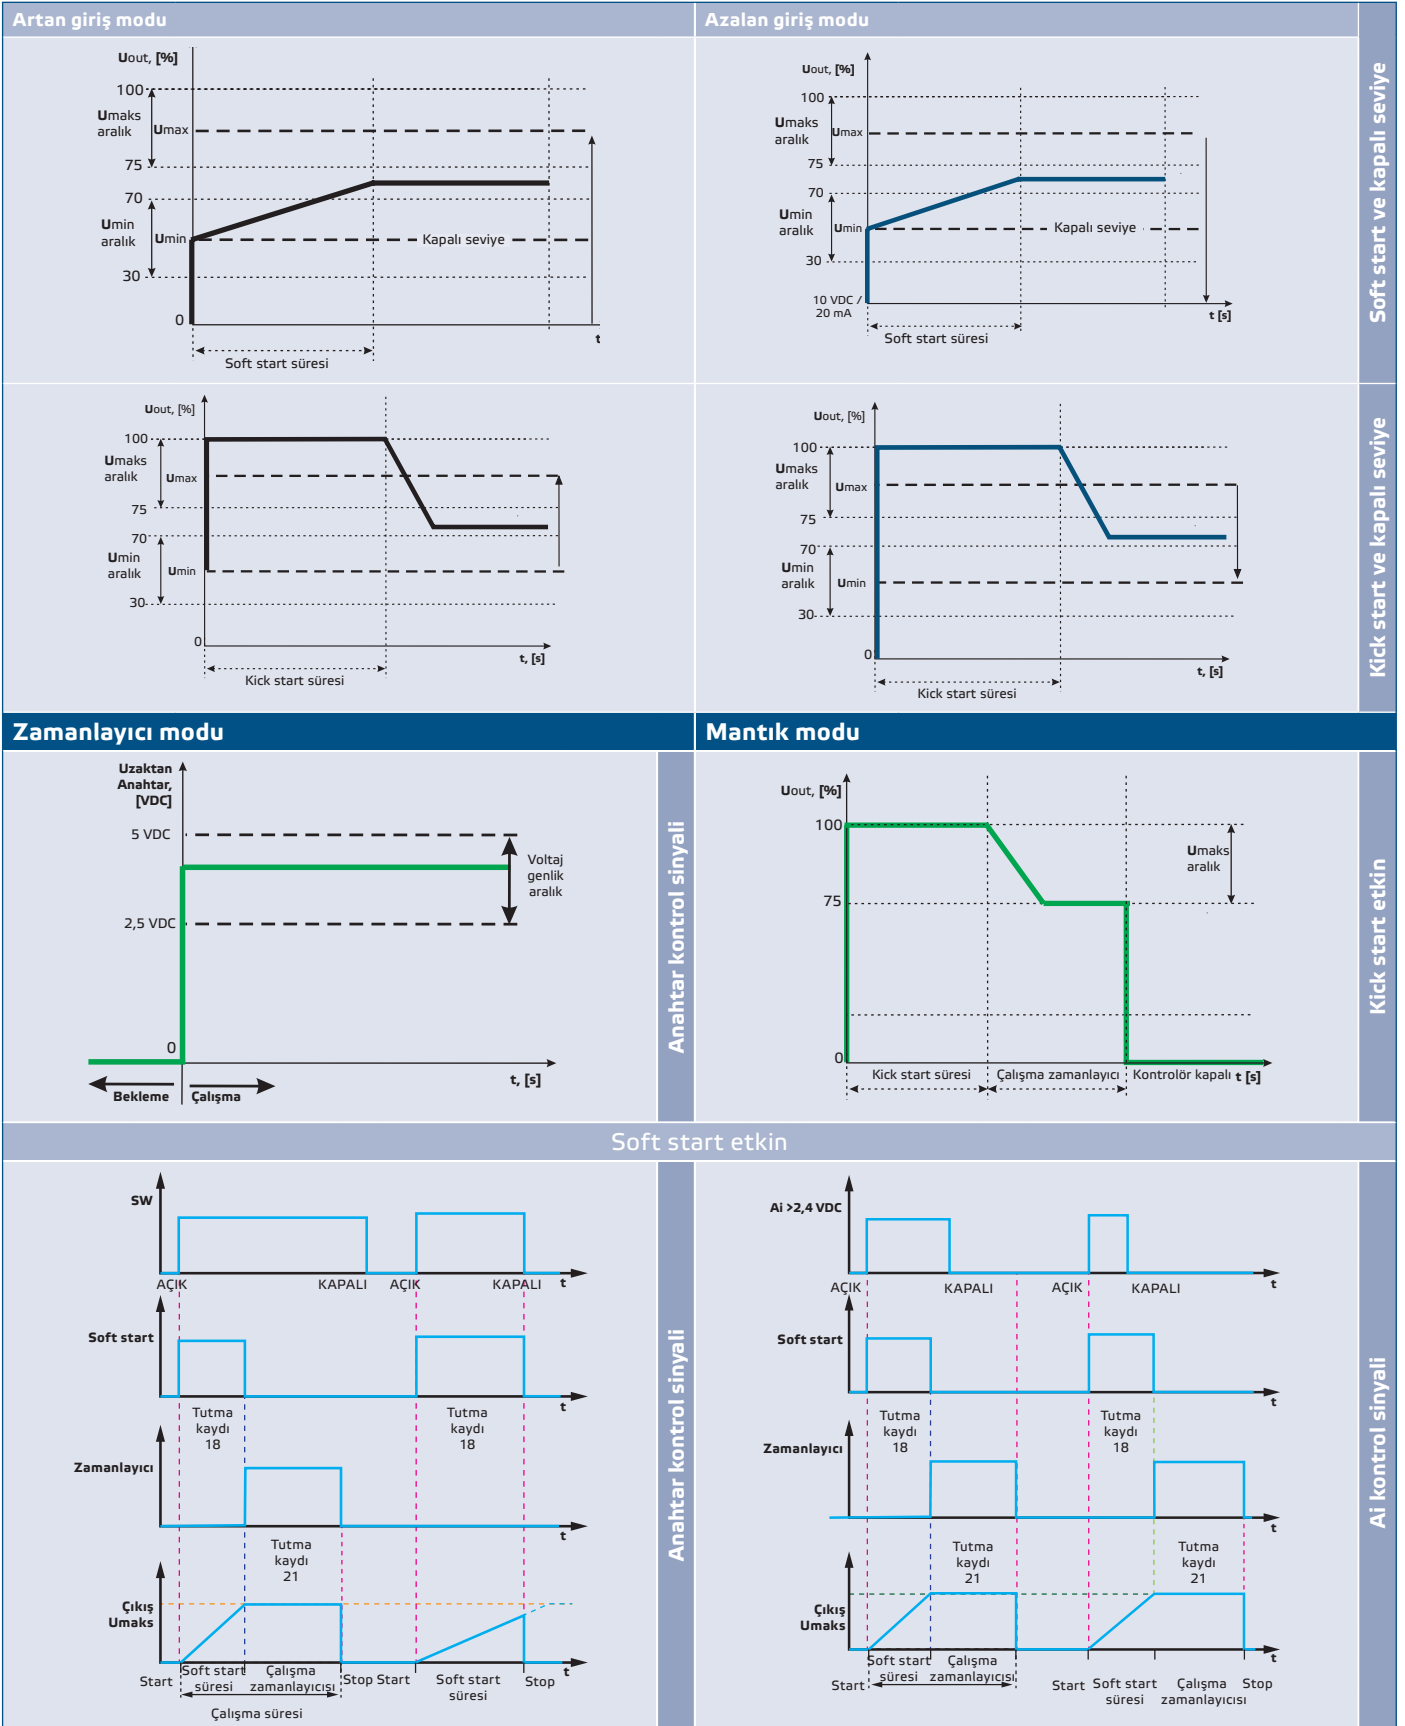 Artan giriş modu
Azalan giriş modu
Uout, [%]
100
Umaks
aralık
Umax
75
70
Umin
aralık
Umin
Kapalı seviye
30
0
t
Soft start süresi
Uout, [%]
100
Umaks
aralık
Umax
75
70
Umin
aralık
Umin
Kapalı seviye
30
10 VDC /
20 mA
t [s]
Soft start süresi
Soft start ve kapalı seviye
Uout, [%]
100
Umaks
aralık
Umax
75
70
Umin
aralık
Umin
30
0
t, [s]
Kick start süresi
Uout, [%]
100
Umaks
aralık
Umax
75
70
Umin
aralık
Umin
30
0
t, [s]
Kick start süresi
Kick start ve kapalı seviye
Zamanlayıcı modu
Mantık modu
Uzaktan
Anahtar,
[VDC]
5 VDC
Voltaj
genlik
aralık
2,5 VDC
0
t, [s]
Bekleme
Çalışma
Anahtar kontrol sinyali
Uout, [%]
100
Umaks
aralık
75
0
Kick start süresi
Çalışma zamanlayıcı
Kontrolör kapalı
t [s]
Kick start etkin
Soft start etkin
SW
AÇIK
KAPALI
AÇIK
KAPALI
t
Soft start
t
Tutma
kaydı
18
Tutma
kaydı
18
Zamanlayıcı
t
Tutma
kaydı
21
Çıkış
Umaks
t
Start
Soft start
süresi
Çalışma
zamanlayıcısı
Stop
Start
Soft start
süresi
Stop
Çalışma süresi
Anahtar kontrol sinyali
Ai >2,4 VDC
AÇIK
KAPALI
AÇIK
KAPALI
t
Soft start
t
Tutma
kaydı
18
Tutma
kaydı
18
Zamanlayıcı
t
Tutma
kaydı
21
Tutma
kaydı
21
Çıkış
Umaks
t
Start
Soft start
süresi
Çalışma
zamanlayıcısı
Start
Soft start
süresi
Çalışma
zamanlayıcısı
Stop
Ai kontrol sinyali